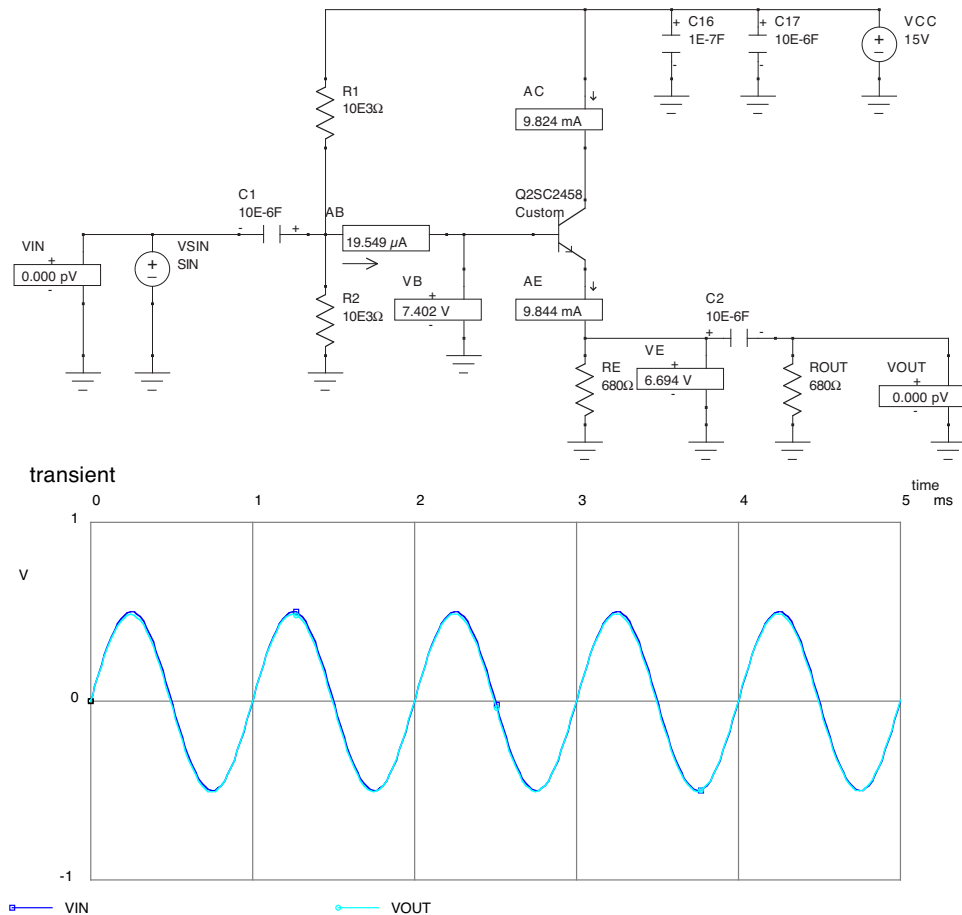 + C16
1E-7F
-
+ C17
10E-6F
-
VCC
15V
+
-
R1
10E3Ω
AC
↓
9.824 mA
Q2SC2458
Custom
C1
10E-6F
- +
AB
19.549 µA
VIN
+
0.000 pV
-
VSIN
SIN
+
-
R2
10E3Ω
VB
+
7.402 V
-
AE
↓
9.844 mA
C2
10E-6F
+ -
RE
680Ω
VE
+
6.694 V
-
ROUT
680Ω
VOUT
+
0.000 pV
-
transient
time
0 1 2 3 4 5 ms
1
V
0
-1
VIN VOUT